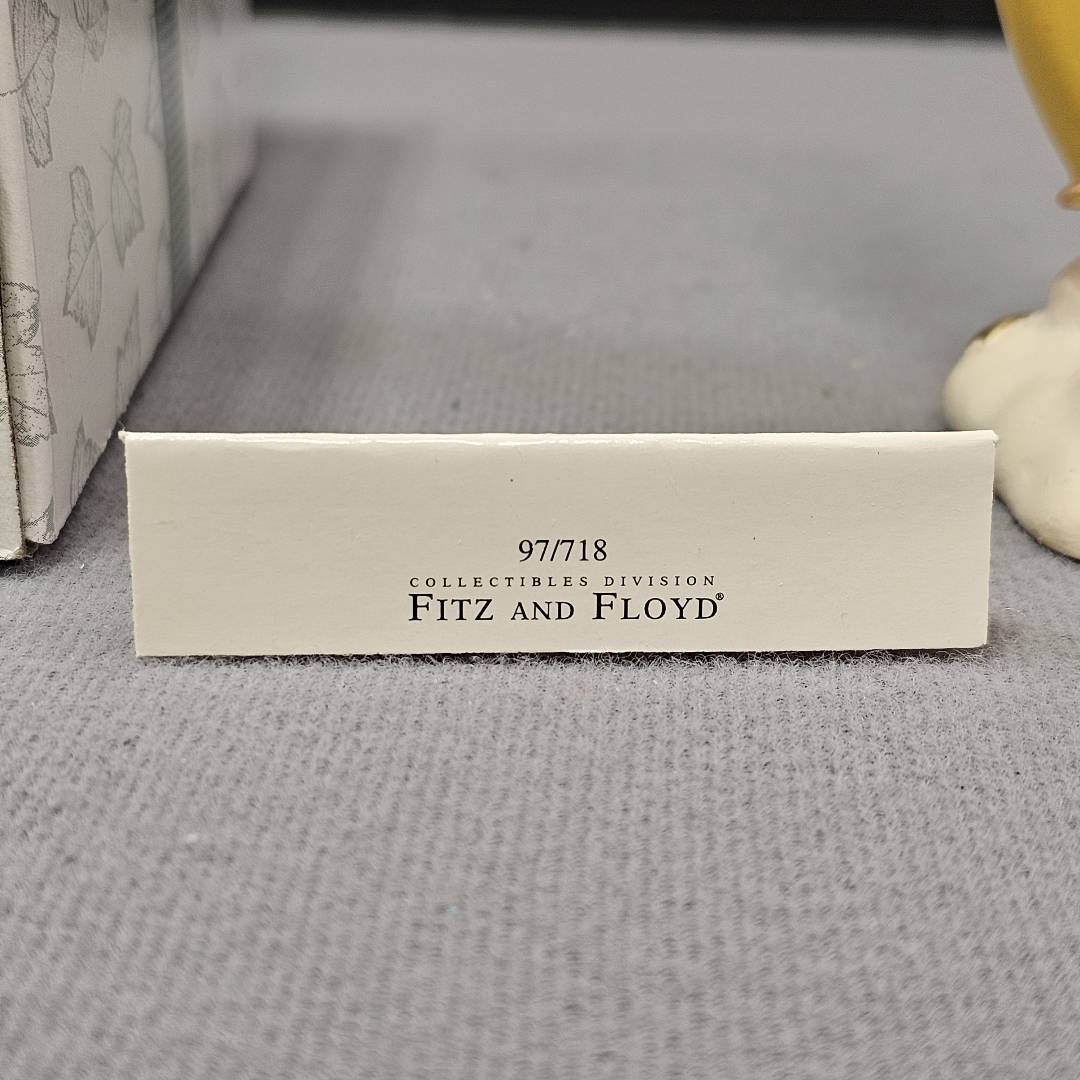 97/718
COLLECTIBLES DIVISION
FITZ AND FLOYD®